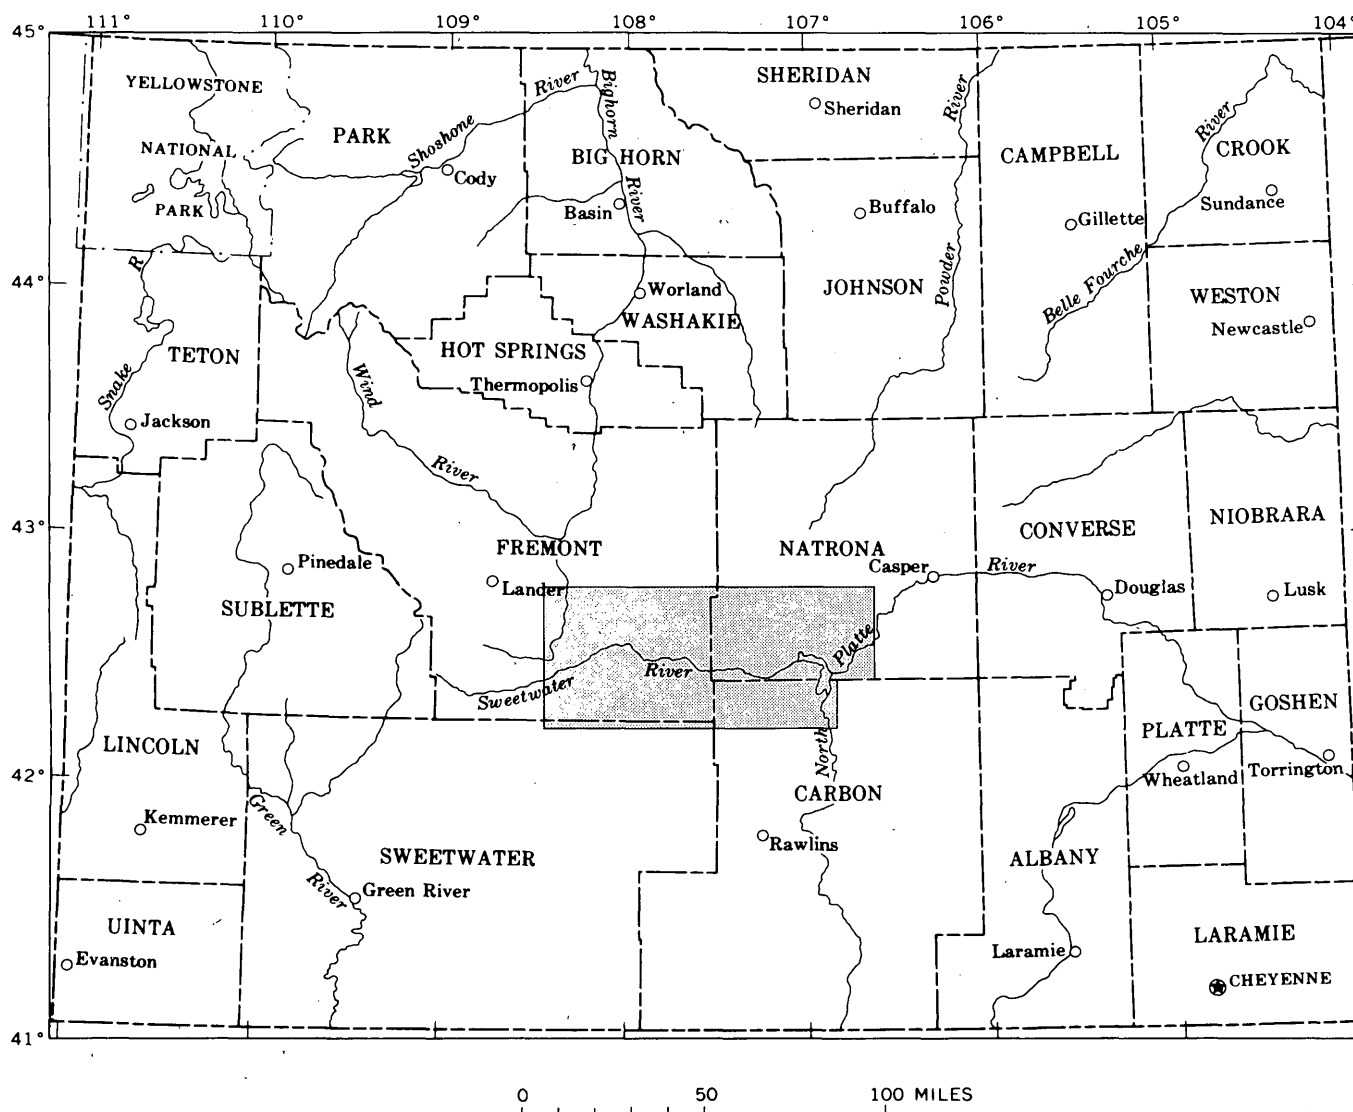 111° 110° 109° 108° 107° 106° 105° 104°
45°
SHERIDAN
YELLOWSTONE
River
Bighorn
River
Sheridan
PARK
Shoshone
River
NATIONAL
BIG HORN
CAMPBELL
CROOK
Cody
River
PARK
Basin
Buffalo
Gillette
Sundance
R
44°
Powder
Belle Fourche
Worland
JOHNSON
WESTON
WASHAKIE
Newcastle
TETON
HOT SPRINGS
Snake
Wind
Thermopolis
Jackson
River
43°
FREMONT
NATRONA
CONVERSE
NIOBRARA
Pinedale
Casper
River
Lander
Douglas
Lusk
SUBLETTE
Platte
River
Sweetwater
GOSHEN
LINCOLN
North
PLATTE
42°
Wheatland
Torrington
CARBON
Green
Kemmerer
Rawlins
SWEETWATER
ALBANY
River
Green River
UINTA
LARAMIE
Evanston
Laramie
CHEYENNE
41°
0 50 100 MILES